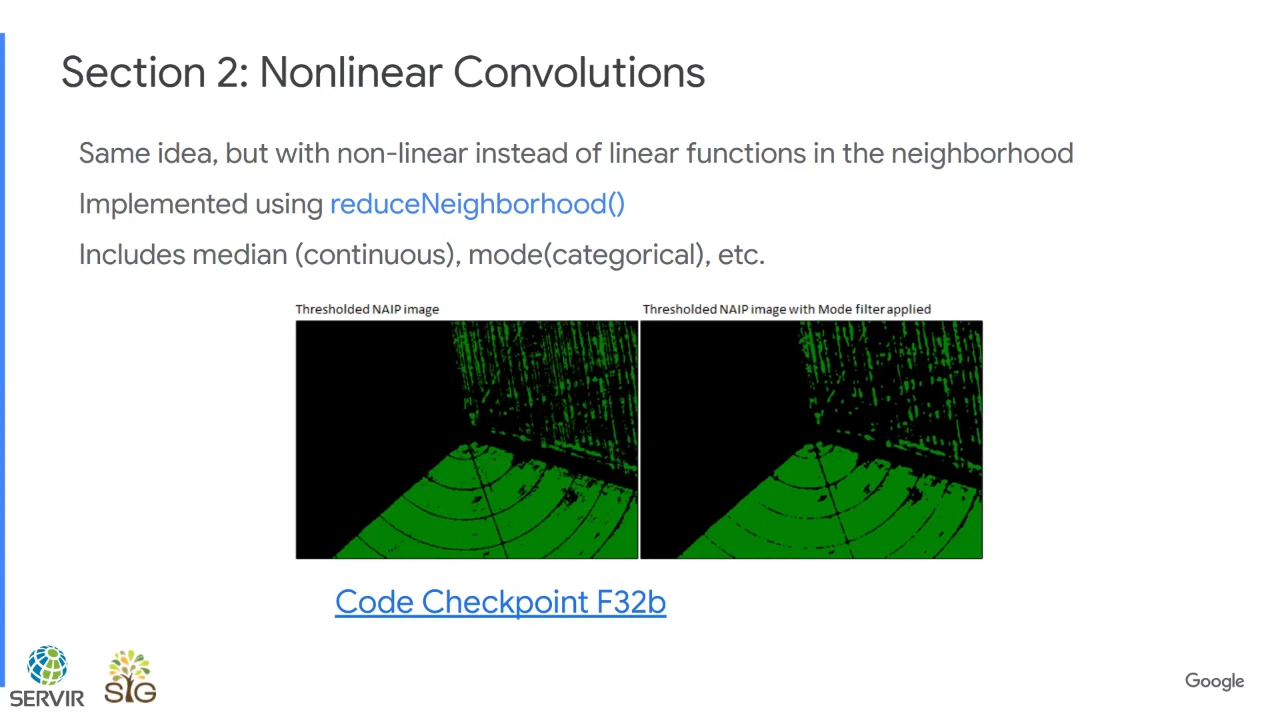 Section 2: Nonlinear Convolutions
Same idea, but with non-linear instead of linear functions in the neighborhood
Implemented using reduceNeighborhood()
Includes median (continuous), mode(categorical), etc.
Thresholded NAIP image
Thresholded NAIP image with Mode filter applied
Code Checkpoint F32b
SERVIR
SIG
Google